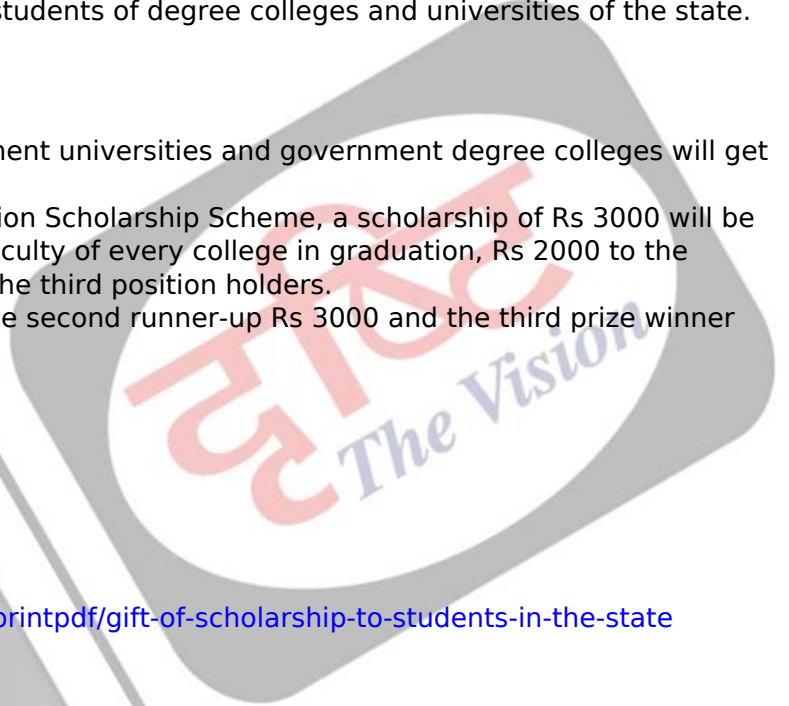 students of degree colleges and universities of the state.
ment universities and government degree colleges will get
ion Scholarship Scheme, a scholarship of Rs 3000 will be
culty of every college in graduation, Rs 2000 to the
he third position holders.
e second runner-up Rs 3000 and the third prize winner
दृष्टि
The Vision
printpdf/gift-of-scholarship-to-students-in-the-state